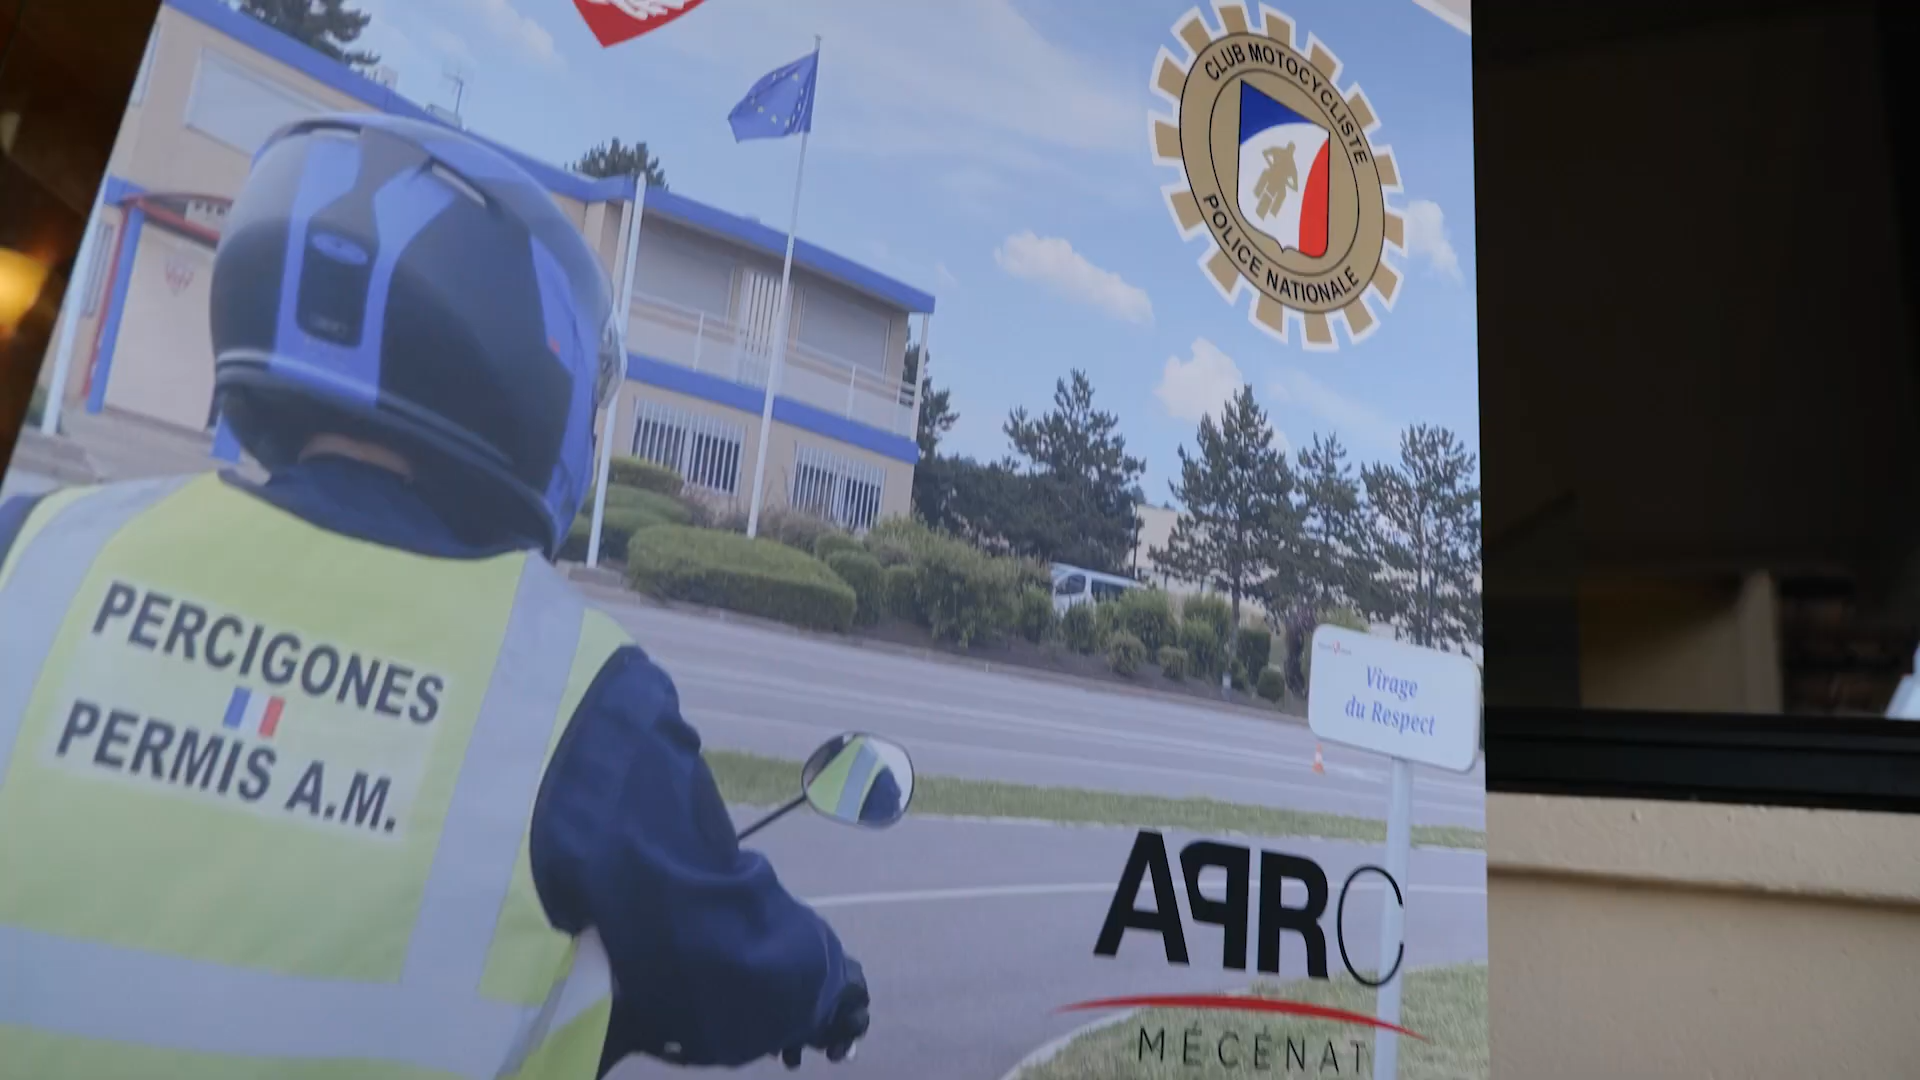 CLUB MOTOCYCLISTE
POLICE NATIONALE
PERCIGONES
PERMIS A.M.
Virage
du Respect
APRC
MÉCÉNAT